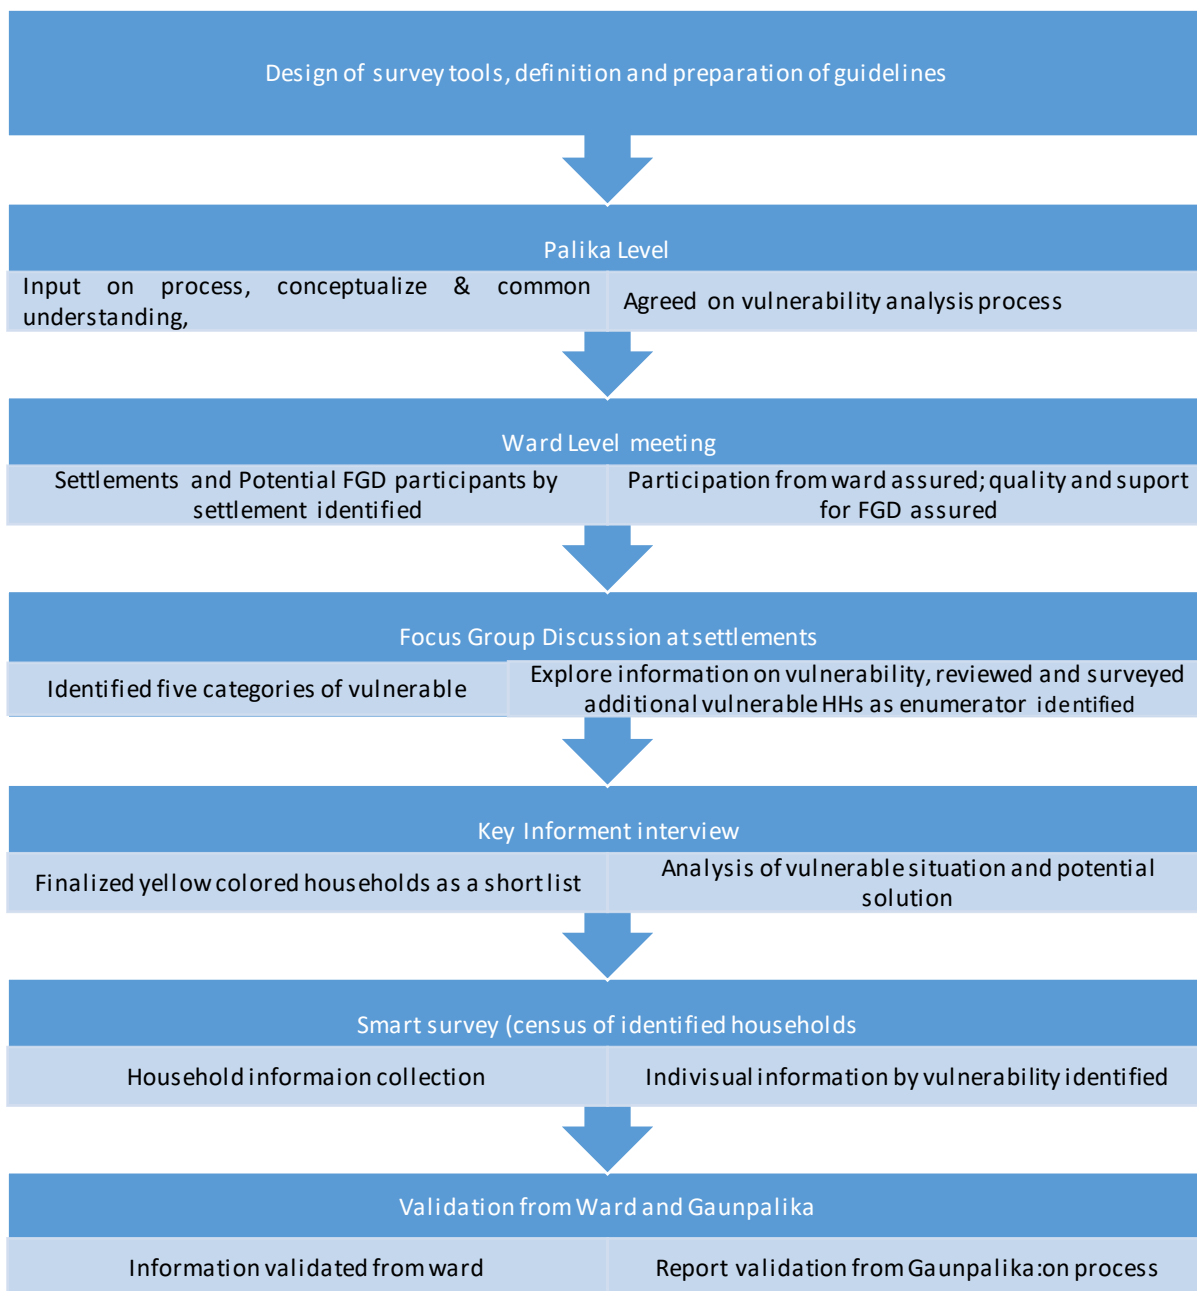 Design of survey tools, definition and preparation of guidelines
Palika Level
Input on process, conceptualize & common
understanding,
Agreed on vulnerability analysis process
Ward Level meeting
Settlements and Potential FGD participants by
settlement identified
Participation from ward assured; quality and suport
for FGD assured
Focus Group Discussion at settlements
Identified five categories of vulnerable
Explore information on vulnerability, reviewed and surveyed
additional vulnerable HHs as enumerator identified
Key Informent interview
Finalized yellow colored households as a short list
Analysis of vulnerable situation and potential
solution
Smart survey (census of identified households
Household informaion collection
Indivisual information by vulnerability identified
Validation from Ward and Gaunpalika
Information validated from ward
Report validation from Gaunpalika:on process